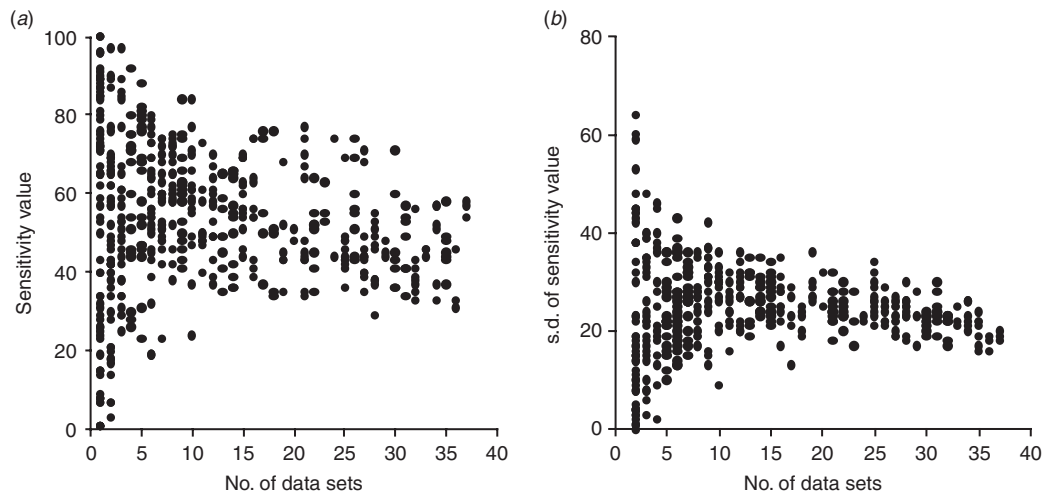 (a)
100
80
60
40
20
0
Sensitivity value
0 5 10 15 20 25 30 35 40
No. of data sets
(b)
80
60
40
20
0
s.d. of sensitivity value
0 5 10 15 20 25 30 35 40
No. of data sets